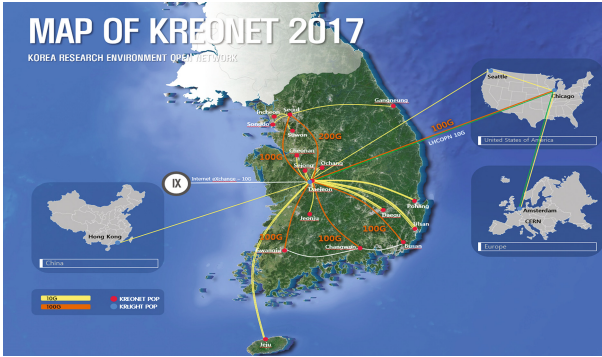 MAP OF KREONET 2017
KOREA RESEARCH ENVIRONMENT OPEN NETWORK
Seattle
Chicago
United States of America
100G
LHCOPN 10G
Gangneung
Incheon
Seoul
Songdo
Suwon
200G
100G
Cheonan
Ochang
Sejong
IX
Internet eXchange - 10G
Daejeon
Pohang
Daegu
Ulsan
Jeonju
100G
100G
100G
Gwangju
Changwon
Busan
Jeju
Hong Kong
China
Amsterdam
CERN
Europe
10G
KREONET POP
100G
KRLIGHT POP